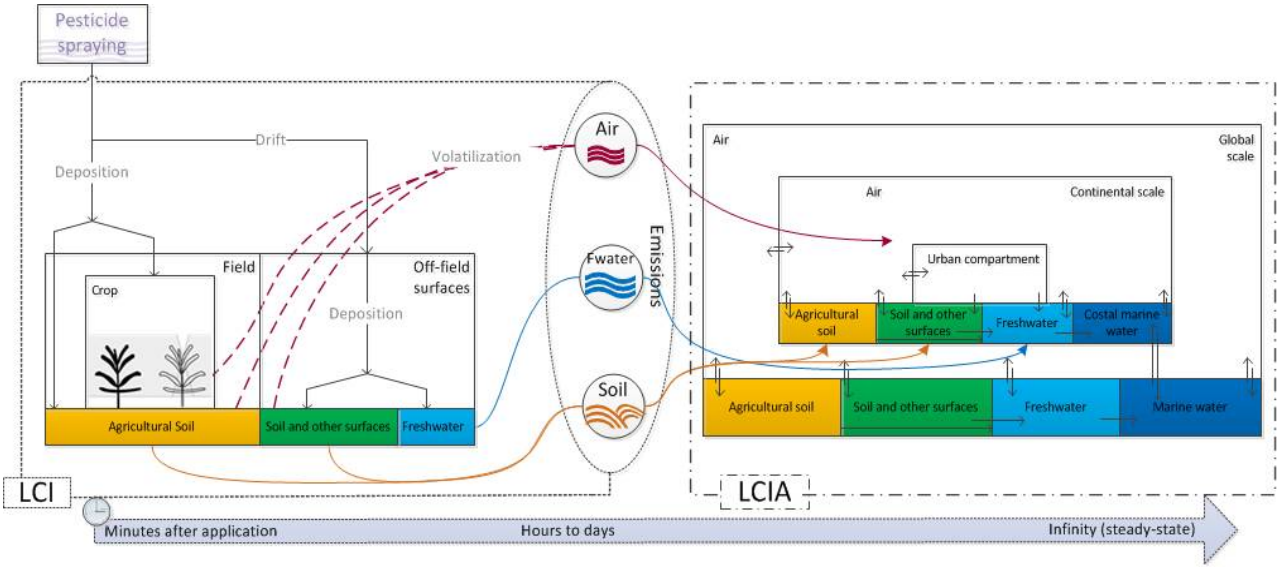 Pesticide
spraying
Drift
Deposition
Volatilization
Field
Off-field
surfaces
Crop
Deposition
Agricultural Soil
Soil and other surfaces
Freshwater
LCI
Air
Fwater
Soil
Emissions
Air
Global
scale
Air
Continental scale
Urban compartment
Agricultural
soil
Soil and other
surfaces
Freshwater
Costal marine
water
Agricultural soil
Soil and other surfaces
Freshwater
Marine water
LCIA
Minutes after application
Hours to days
Infinity (steady-state)